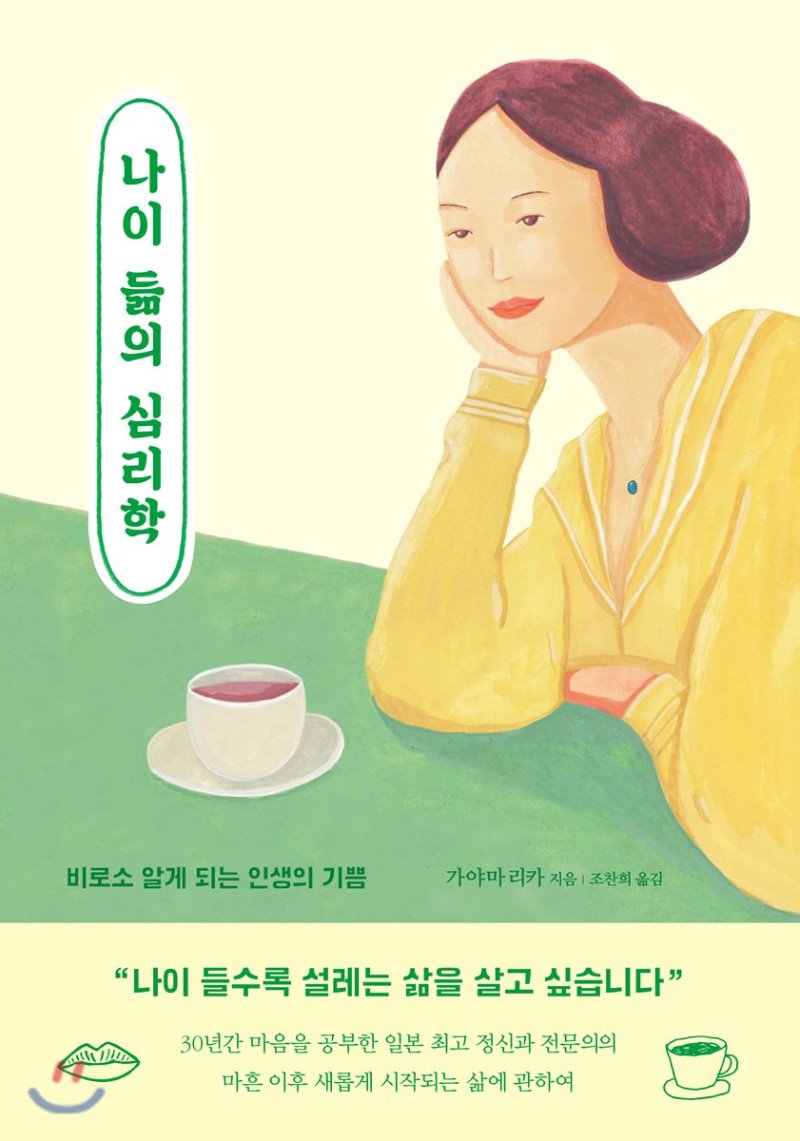 나이 듦의 심리학
비로소 알게 되는 인생의 기쁨
가야마 리카 지음 | 조찬희 옮김
“나이 들수록 설레는 삶을 살고 싶습니다”
30년간 마음을 공부한 일본 최고 정신과 전문의의
마흔 이후 새롭게 시작되는 삶에 관하여